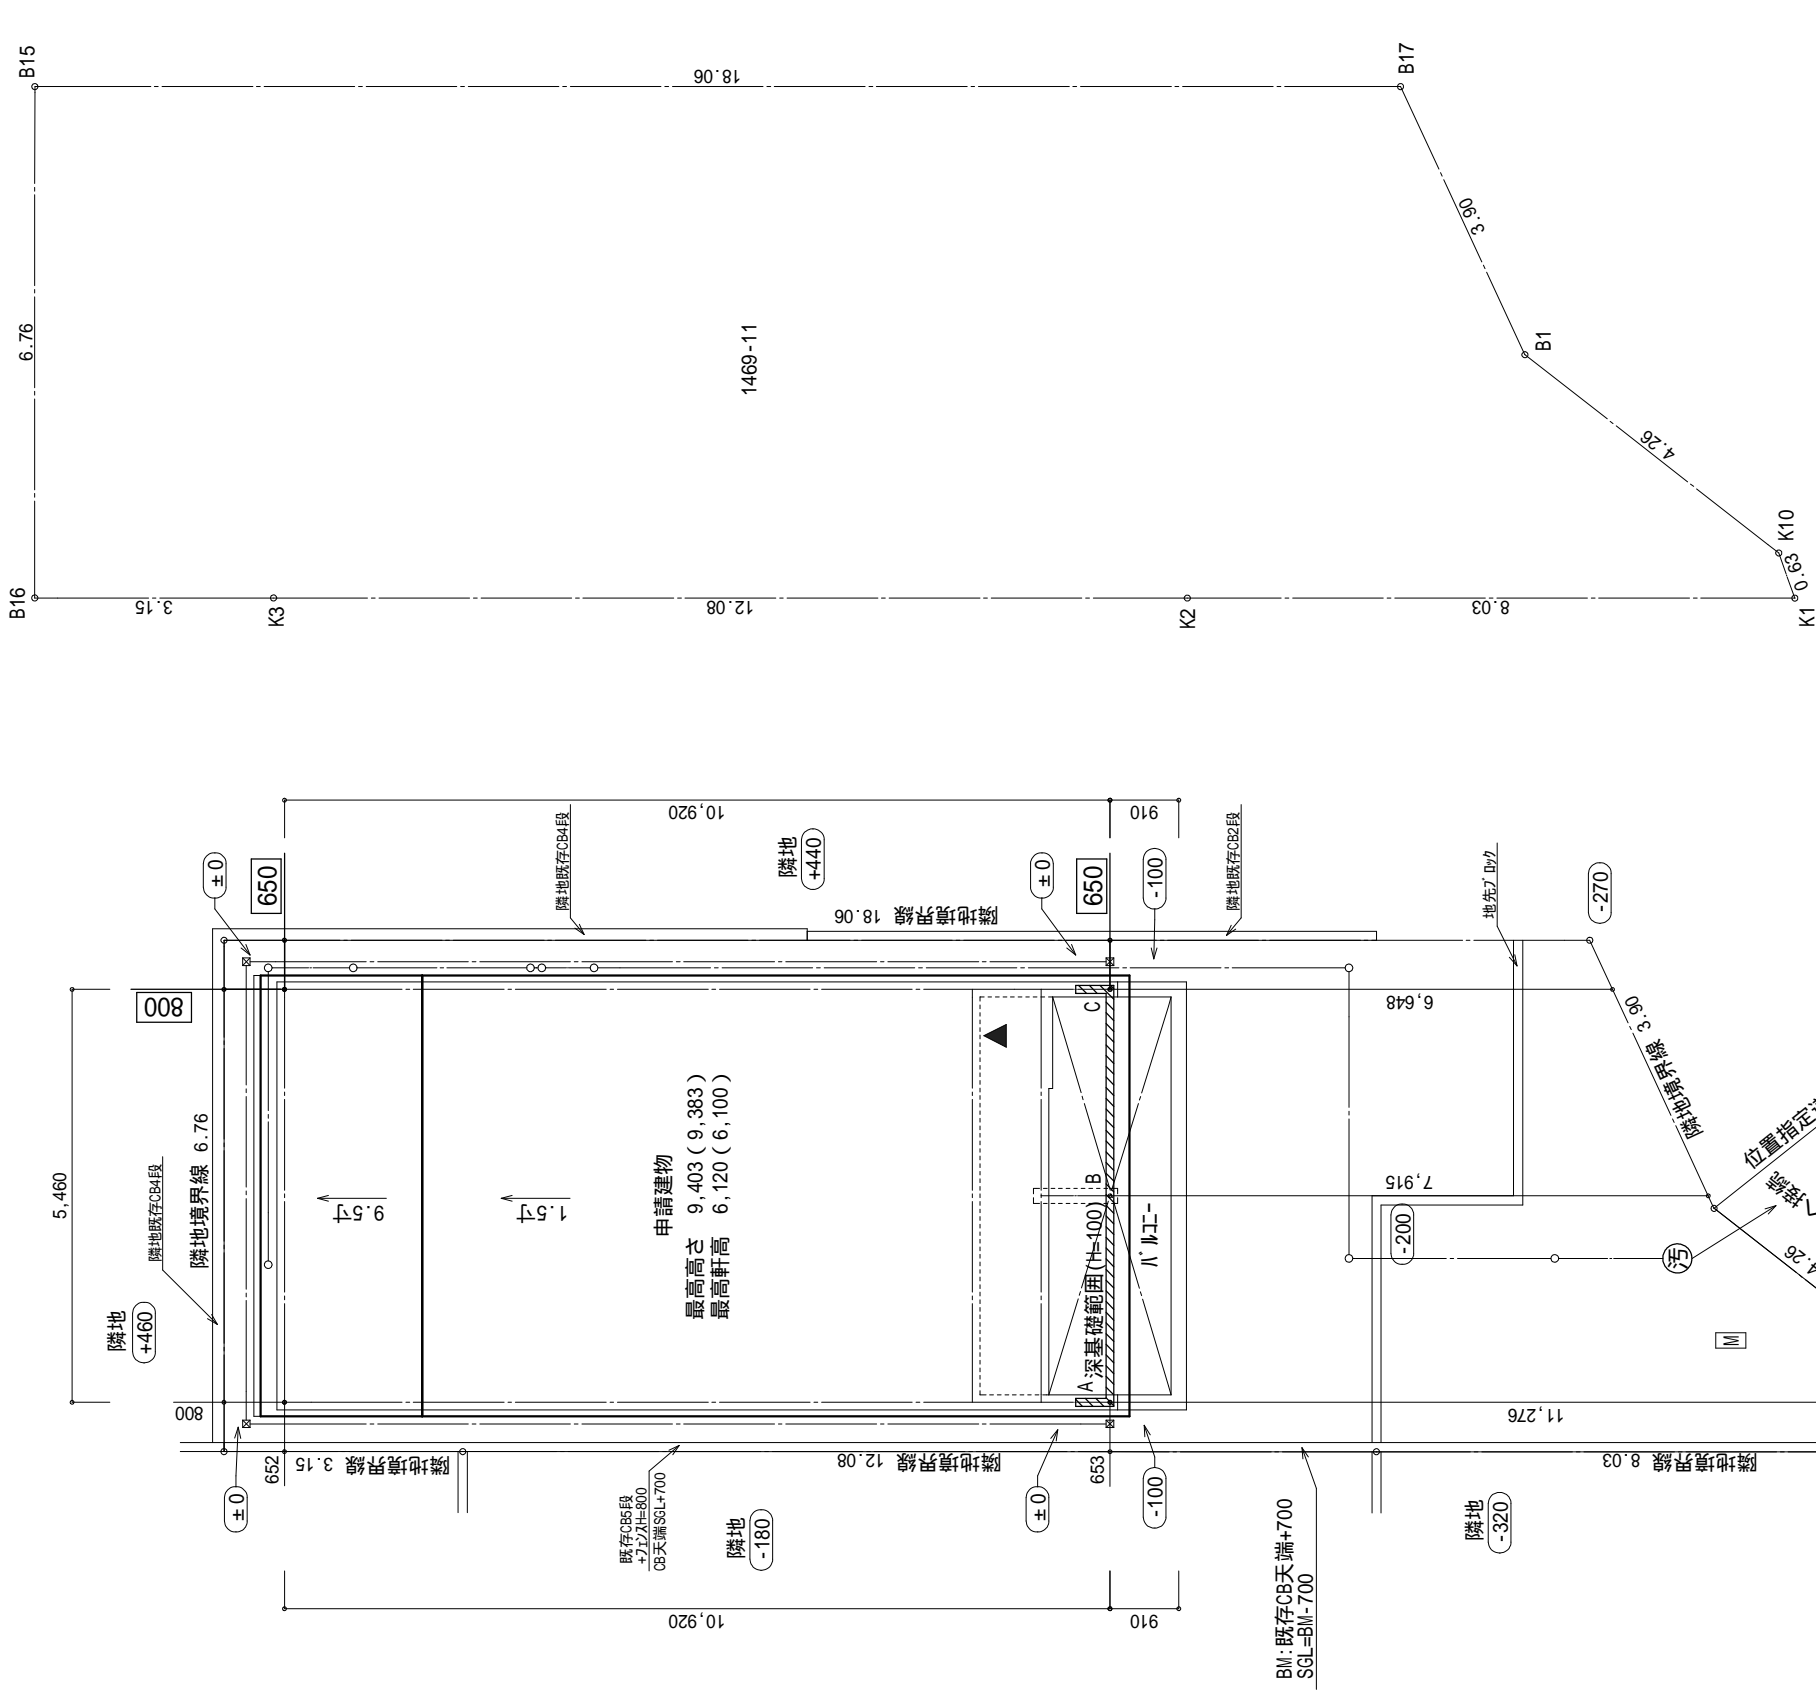 B15
B16
B17
B1
K10
K1
K2
K3
18.06
6.76
3.90
4.26
0.63
8.03
12.08
3.15
1469-11
10,920
910
隣地
+440
隣地既存CB4段
隣地既存CB2段
地先ﾌﾞﾛｯｸ
±0
650
±0
650
-100
-270
隣地境界線 18.06
5,460
800
隣地境界線 6.76
隣地既存CB4段
隣地
+460
9.5寸
1.5寸
申請建物
最高高さ 9,403(9,383)
最高軒高 6,120(6,100)
A
B
C
深基礎範囲(H=100)
ﾊﾞﾙｺﾆｰ
6,648
7,915
11,276
-200
隣地境界線 3.90
4.26
接続
汚
M
800
652
653
隣地境界線 3.15
隣地境界線 12.08
隣地境界線 8.03
±0
±0
-100
既存CB5段
+ﾌｪﾝｽH=800
CB天端SGL+700
隣地
-180
隣地
-320
BM:既存CB天端+700
SGL=BM-700
10,920
910